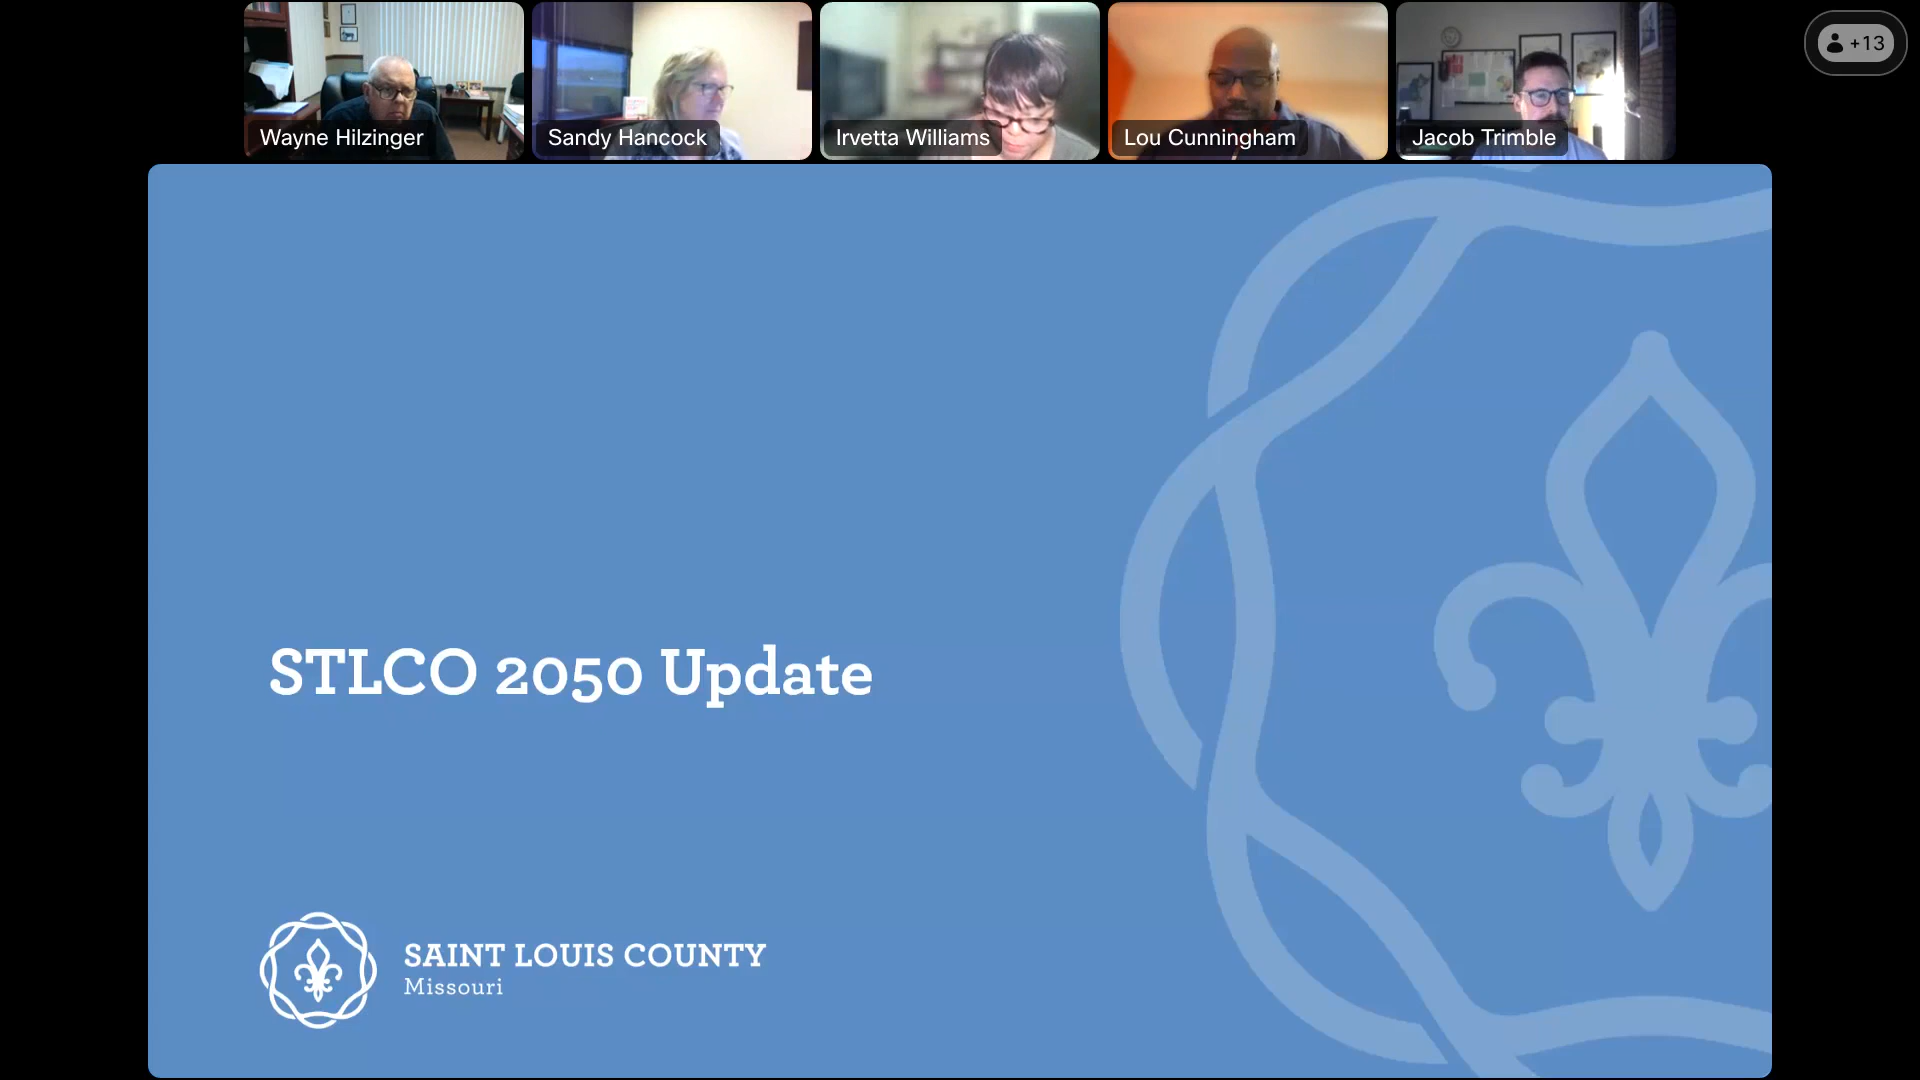 Wayne Hilzinger
Sandy Hancock
Irvetta Williams
Lou Cunningham
Jacob Trimble
+13
STLCO 2050 Update
SAINT LOUIS COUNTY
Missouri